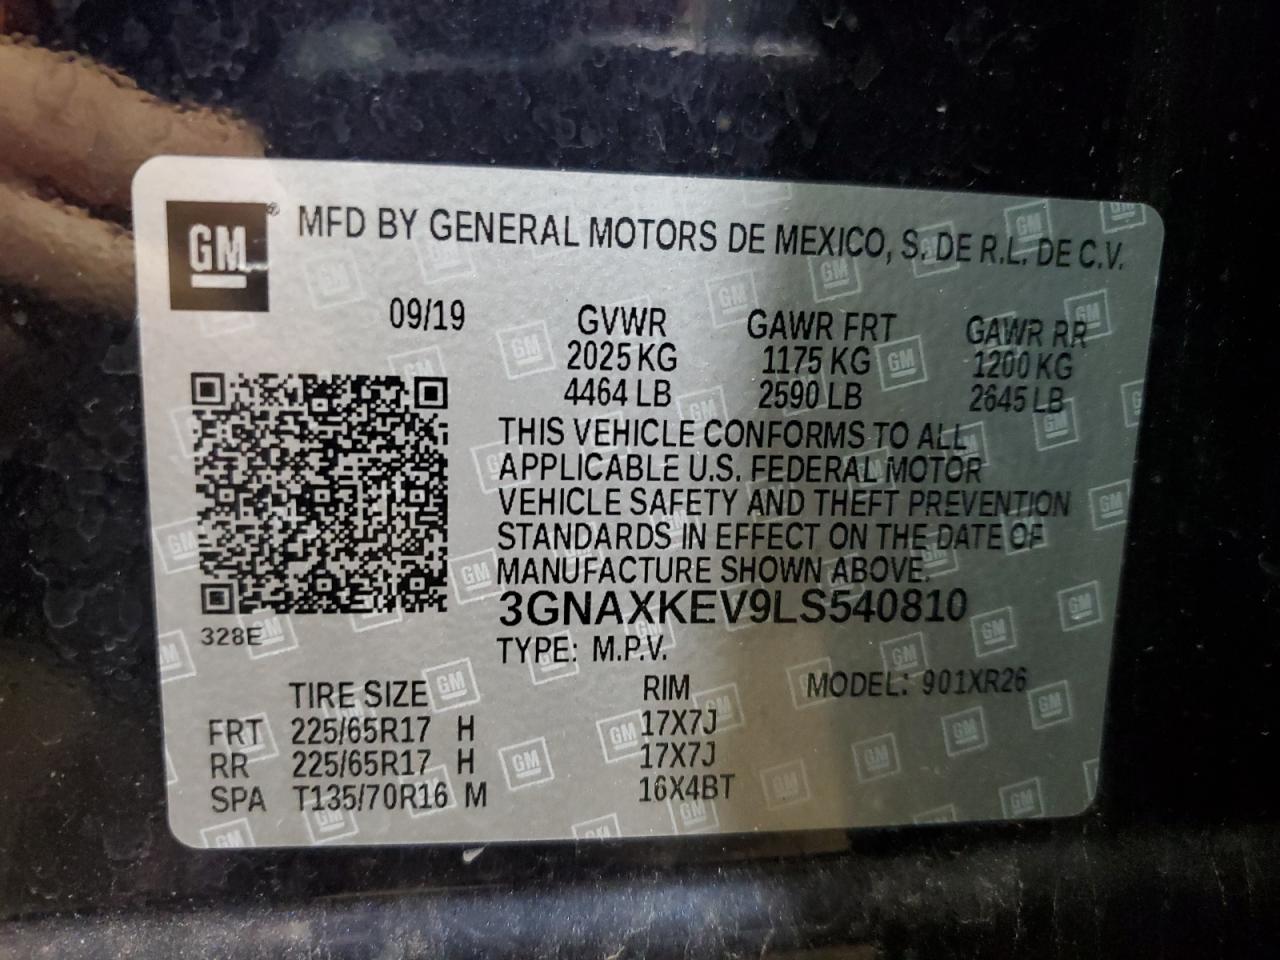 GM® MFD BY GENERAL MOTORS DE MEXICO, S. DE R.L. DE C.V.
09/19 GVWR GAWR FRT GAWR RR
2025 KG 1175 KG 1200 KG
4464 LB 2590 LB 2645 LB
THIS VEHICLE CONFORMS TO ALL
APPLICABLE U.S. FEDERAL MOTOR
VEHICLE SAFETY AND THEFT PREVENTION
STANDARDS IN EFFECT ON THE DATE OF
MANUFACTURE SHOWN ABOVE.
3GNAXKEV9LS540810
328E
TYPE: M.P.V.
TIRE SIZE RIM MODEL: 901XR26
FRT 225/65R17 H 17X7J
RR 225/65R17 H 17X7J
SPA T135/70R16 M 16X4BT